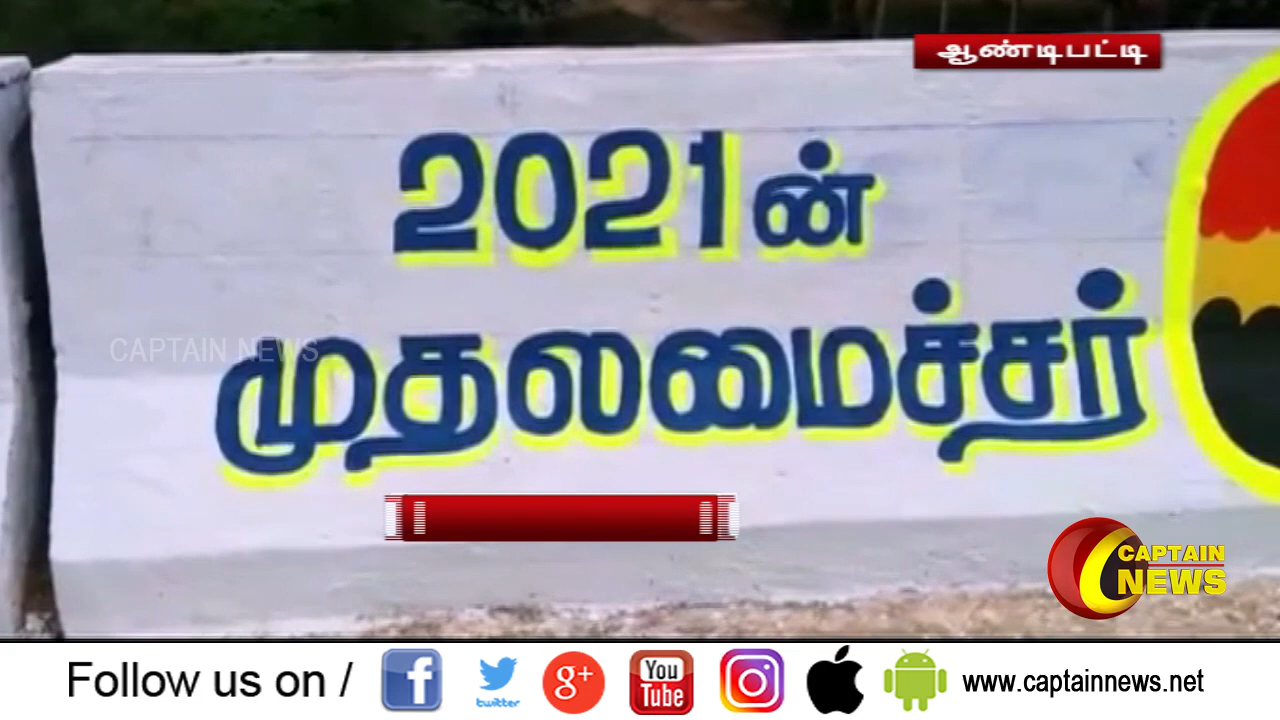 ஆண்டிபட்டி
2021ன்
CAPTAIN NEWS
முதலமைச்சர்
CAPTAIN
NEWS
Follow us on /
f
twitter
g+
You
Tube
www.captainnews.net